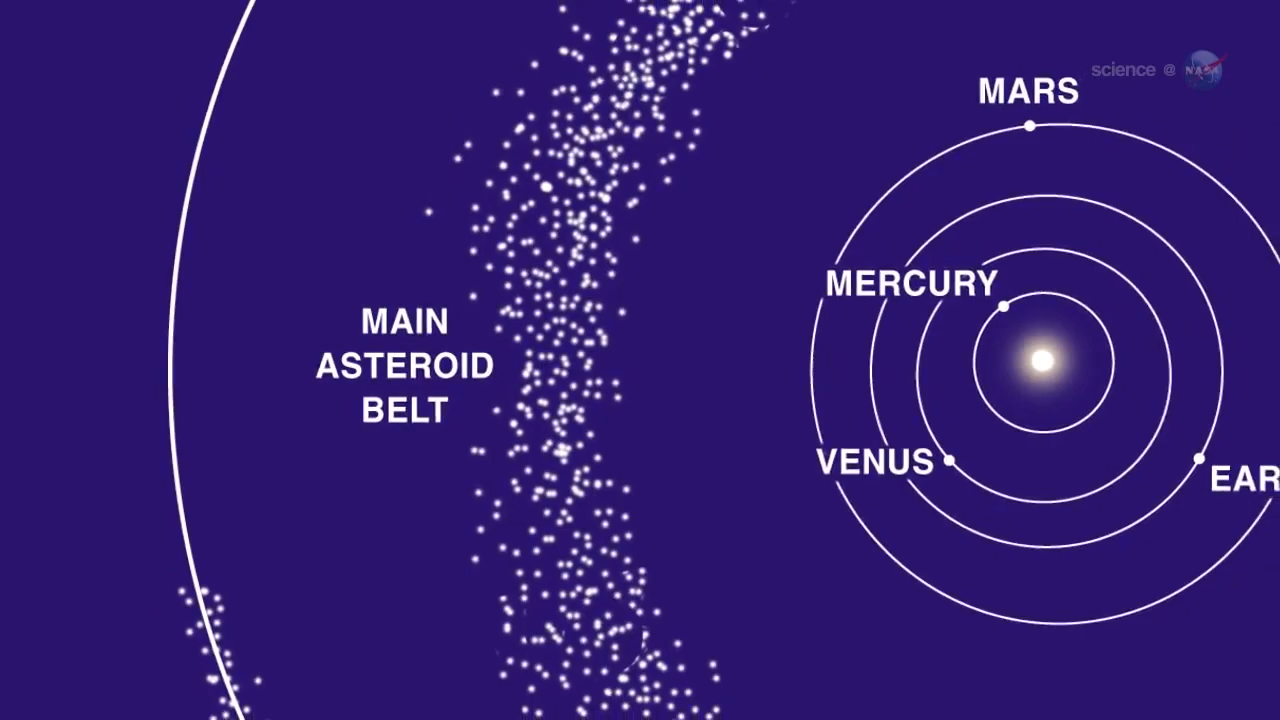 science @ NASA
MARS
MERCURY
MAIN
ASTEROID
BELT
VENUS
EAR